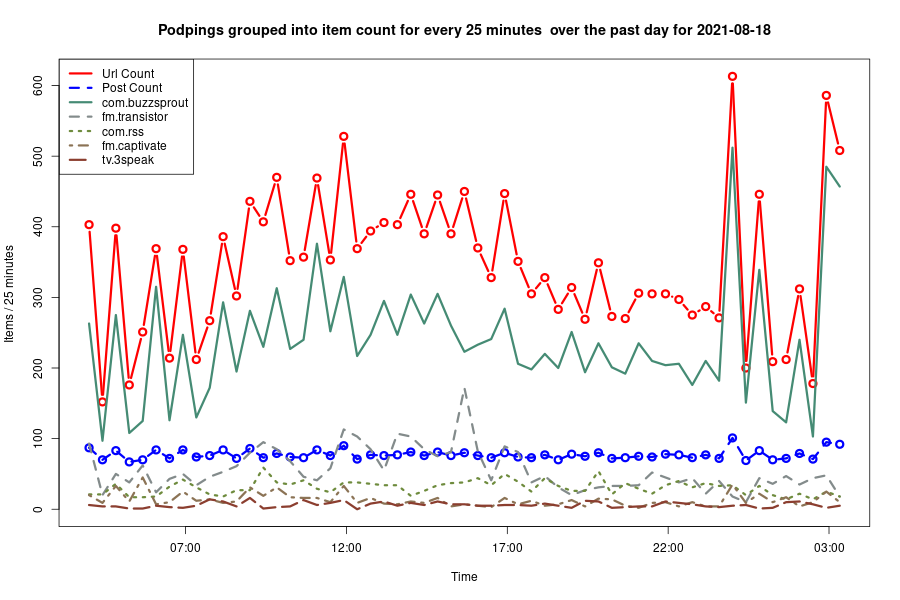 Podpings grouped into item count for every 25 minutes  over the past day for 2021-08-18
Url Count
Post Count
com.buzzsprout
fm.transistor
com.rss
fm.captivate
tv.3speak
Items / 25 minutes
600
500
400
300
200
100
0
07:00 12:00 17:00 22:00 03:00
Time